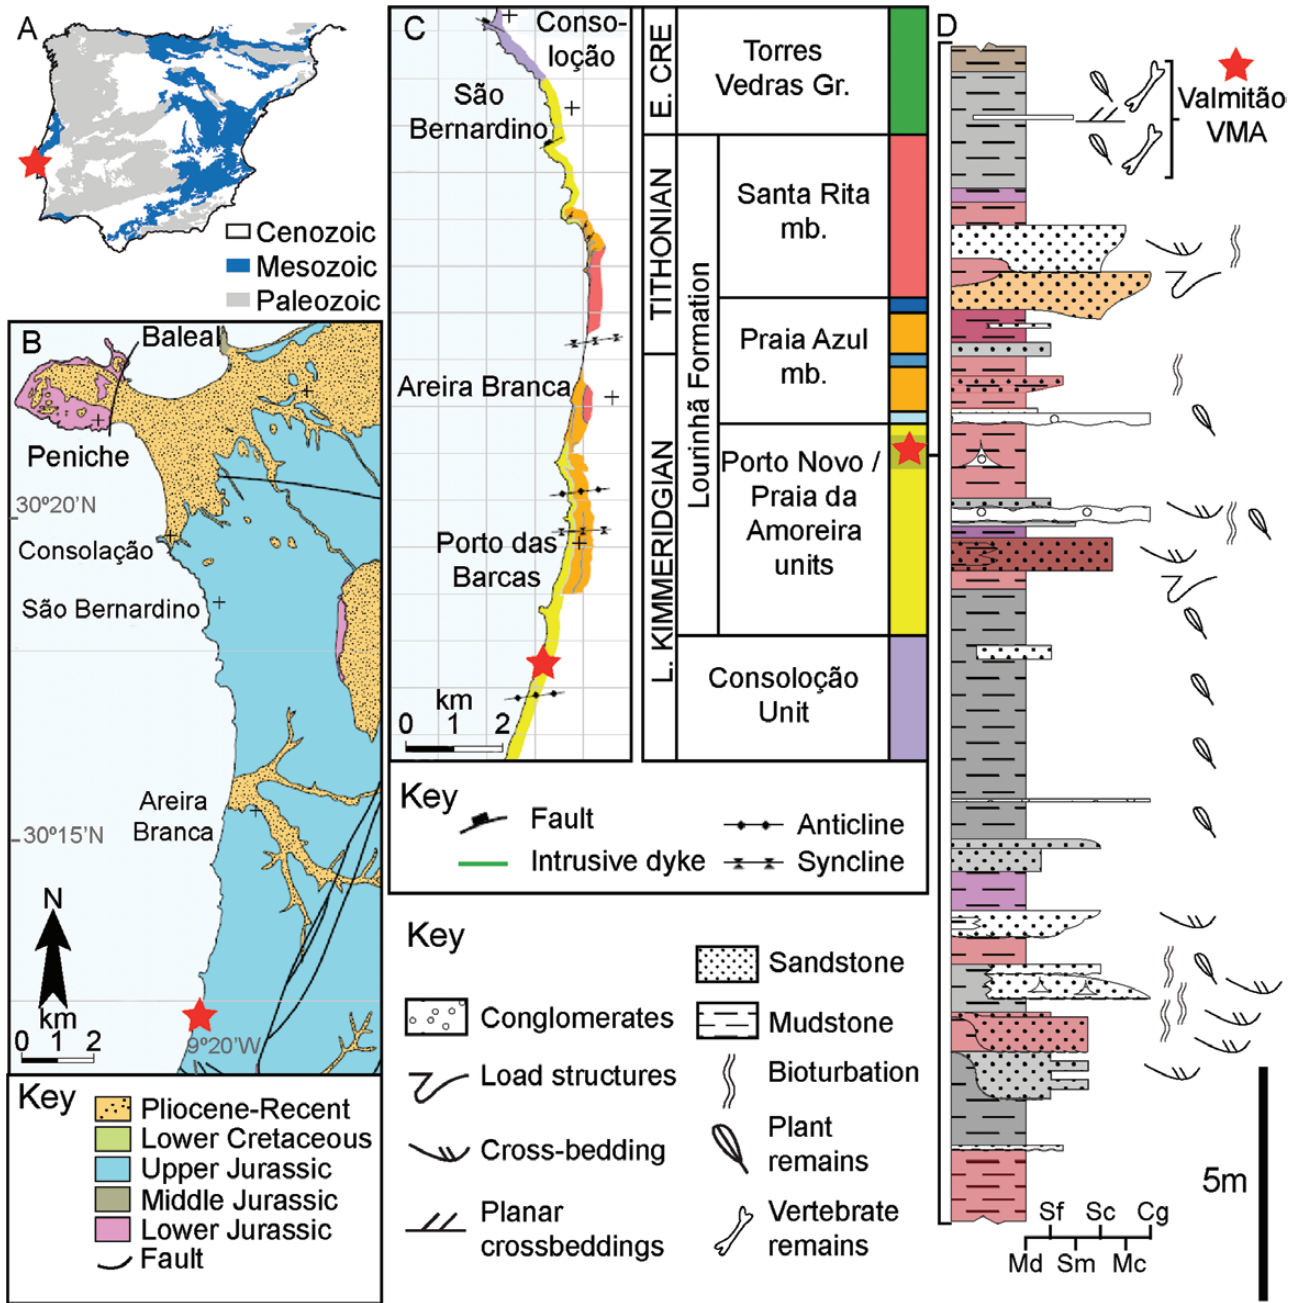 A
Cenozoic
Mesozoic
Paleozoic
B
Baleal
Peniche
30º20’N
Consolação
São Bernardino
Areira
Branca
30º15’N
N
km
0 1 2
9º20’W
Key
Pliocene-Recent
Lower Cretaceous
Upper Jurassic
Middle Jurassic
Lower Jurassic
Fault
C
Conso-
loção
São
Bernardino
Areira Branca
Porto das
Barcas
km
0 1 2
E. CRE
TITHONIAN
L. KIMMERIDGIAN
Lourinhã Formation
Torres
Vedras Gr.
Santa Rita
mb.
Praia Azul
mb.
Porto Novo /
Praia da
Amoreira
units
Consoloção
Unit
Key
Fault
Intrusive dyke
Anticline
Syncline
Key
Conglomerates
Load structures
Cross-bedding
Planar
crossbeddings
Sandstone
Mudstone
Bioturbation
Plant
remains
Vertebrate
remains
D
Valmitão
VMA
5m
Sf Sc Cg
Md Sm Mc